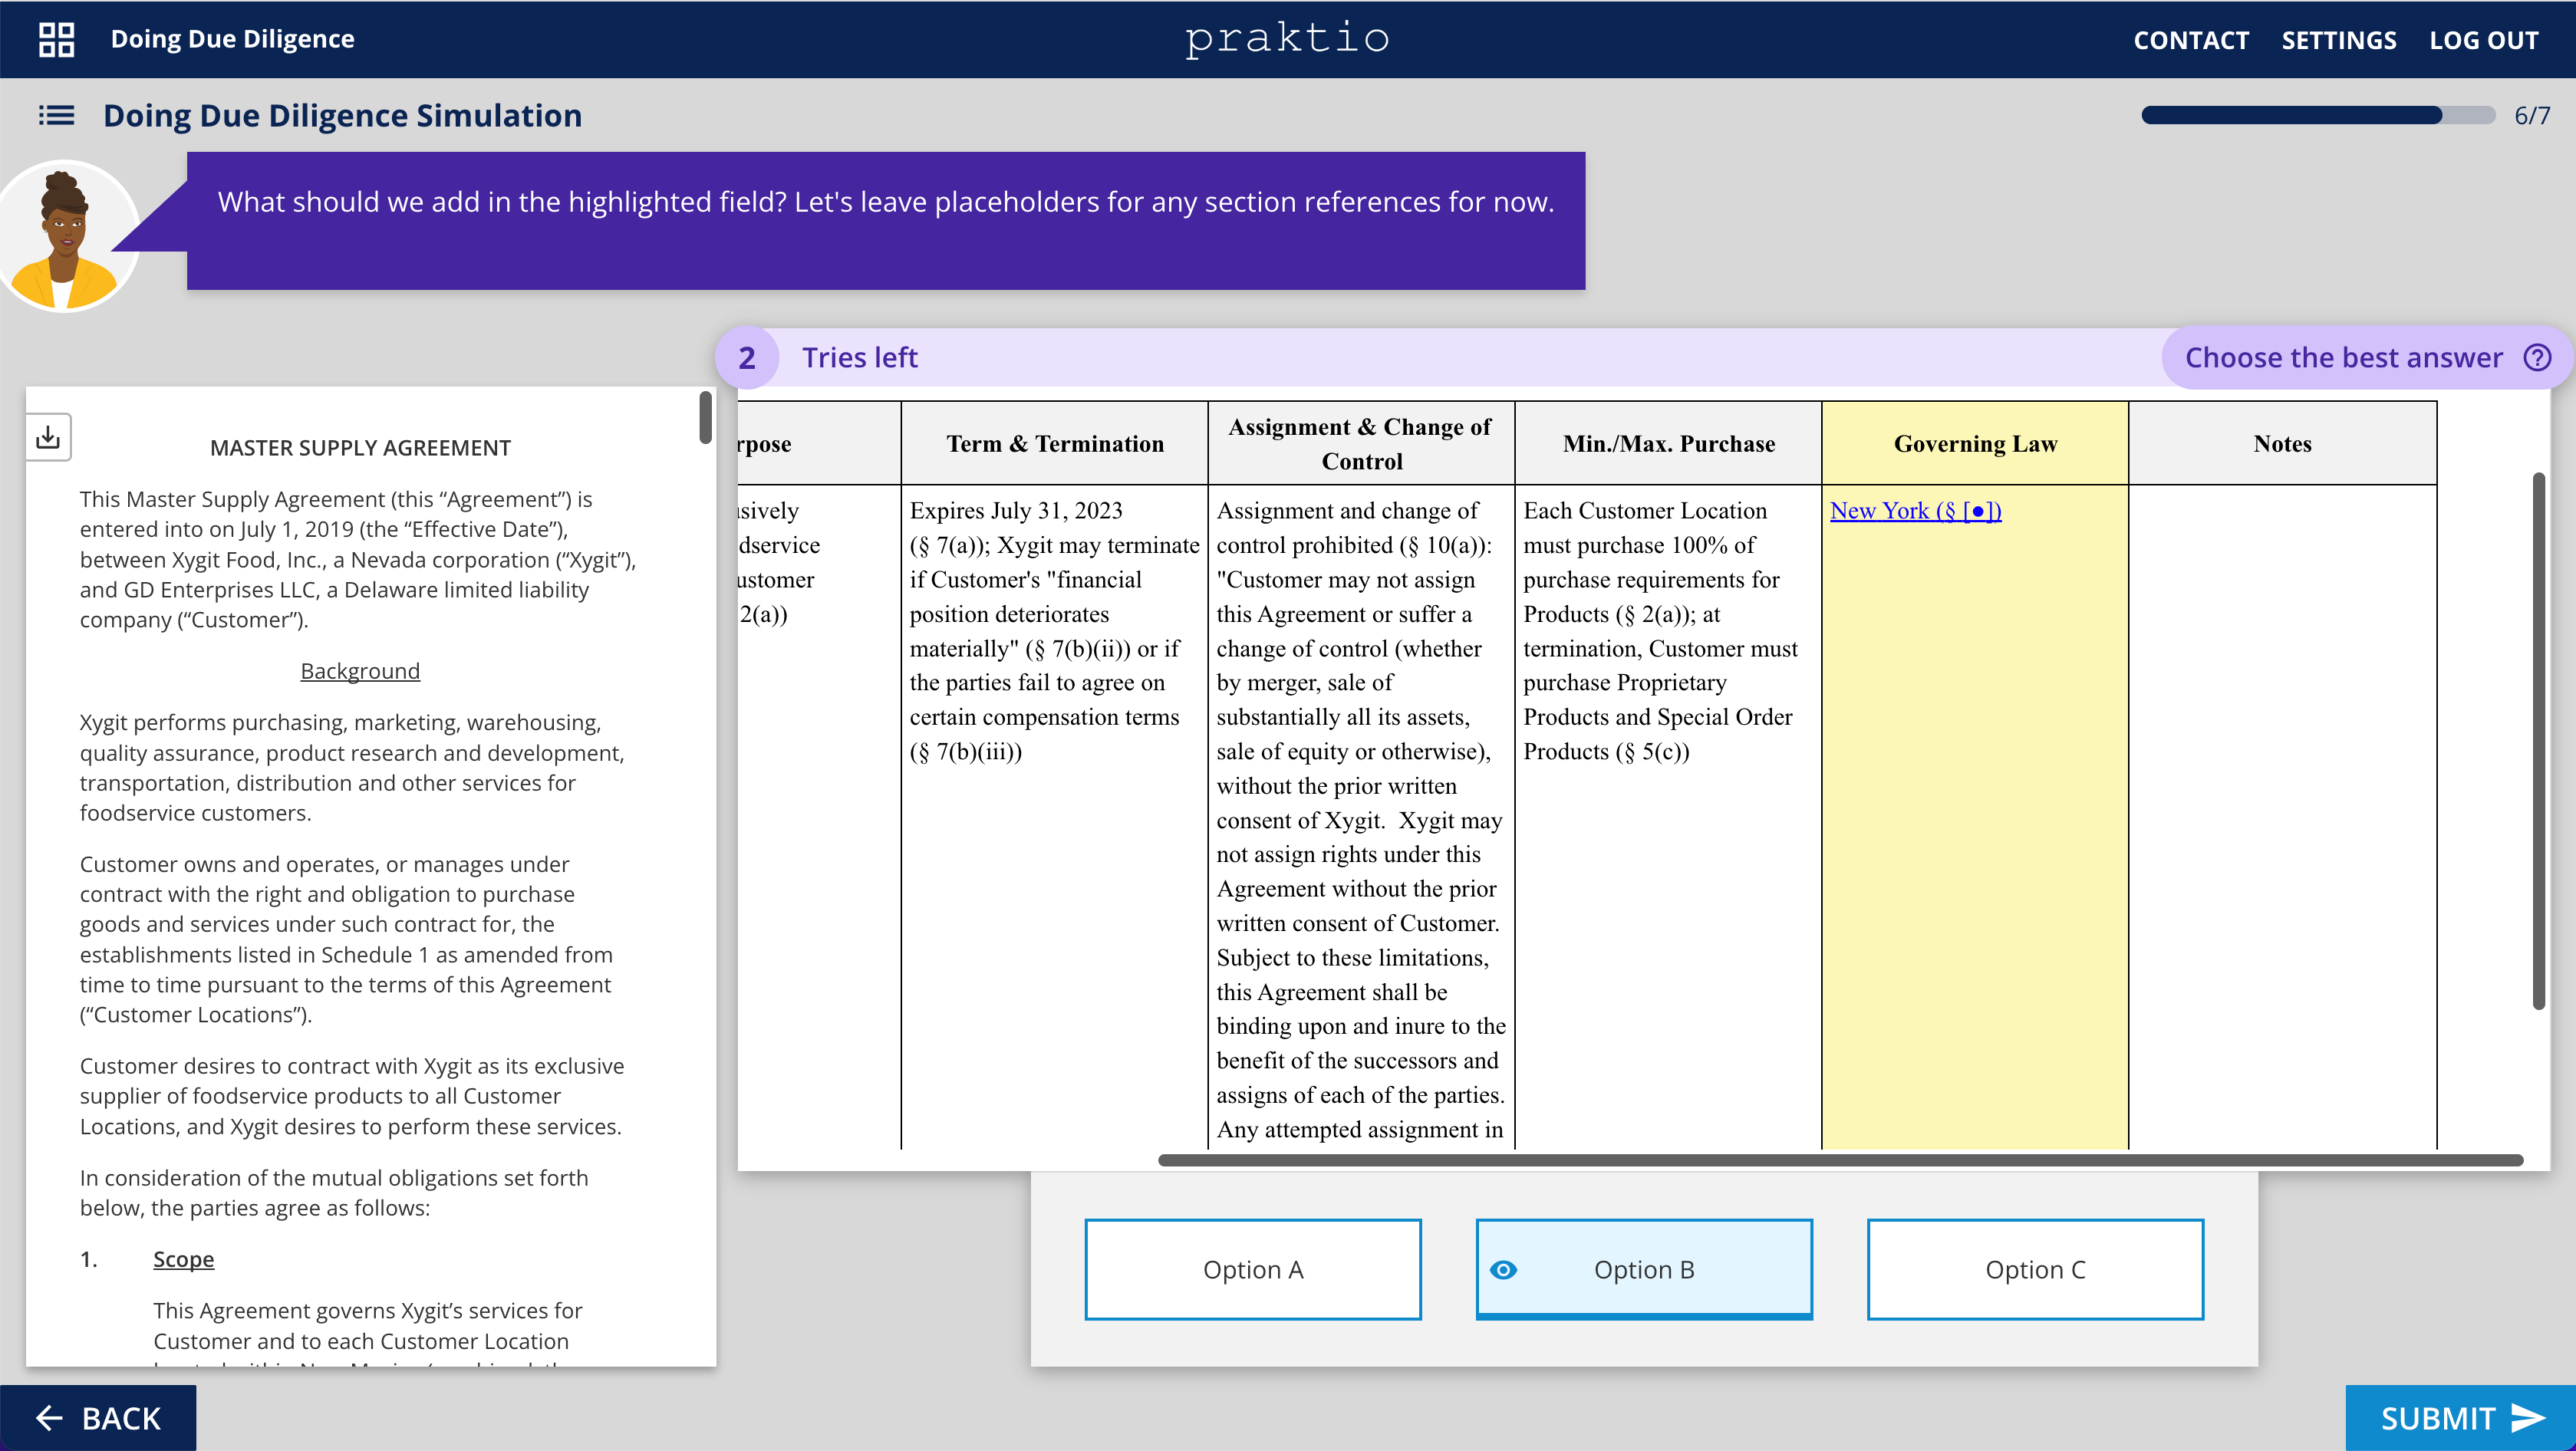 Doing Due Diligence
praktio
CONTACT SETTINGS LOG OUT
Doing Due Diligence Simulation
6/7
What should we add in the highlighted field? Let's leave placeholders for any section references for now.
2 Tries left
Choose the best answer
MASTER SUPPLY AGREEMENT
This Master Supply Agreement (this “Agreement”) is
entered into on July 1, 2019 (the “Effective Date”),
between Xygit Food, Inc., a Nevada corporation (“Xygit”),
and GD Enterprises LLC, a Delaware limited liability
company (“Customer”).
Background
Xygit performs purchasing, marketing, warehousing,
quality assurance, product research and development,
transportation, distribution and other services for
foodservice customers.
Customer owns and operates, or manages under
contract with the right and obligation to purchase
goods and services under such contract for, the
establishments listed in Schedule 1 as amended from
time to time pursuant to the terms of this Agreement
(“Customer Locations”).
Customer desires to contract with Xygit as its exclusive
supplier of foodservice products to all Customer
Locations, and Xygit desires to perform these services.
In consideration of the mutual obligations set forth
below, the parties agree as follows:
1. Scope
This Agreement governs Xygit’s services for
Customer and to each Customer Location
rpose
usively
dservice
ustomer
2(a))
Term & Termination
Expires July 31, 2023
(§ 7(a)); Xygit may terminate
if Customer's "financial
position deteriorates
materially" (§ 7(b)(ii)) or if
the parties fail to agree on
certain compensation terms
(§ 7(b)(iii))
Assignment & Change of
Control
Assignment and change of
control prohibited (§ 10(a)):
"Customer may not assign
this Agreement or suffer a
change of control (whether
by merger, sale of
substantially all its assets,
sale of equity or otherwise),
without the prior written
consent of Xygit.  Xygit may
not assign rights under this
Agreement without the prior
written consent of Customer.
Subject to these limitations,
this Agreement shall be
binding upon and inure to the
benefit of the successors and
assigns of each of the parties.
Any attempted assignment in
Min./Max. Purchase
Each Customer Location
must purchase 100% of
purchase requirements for
Products (§ 2(a)); at
termination, Customer must
purchase Proprietary
Products and Special Order
Products (§ 5(c))
Governing Law
New York (§ [●])
Notes
Option A
Option B
Option C
BACK
SUBMIT